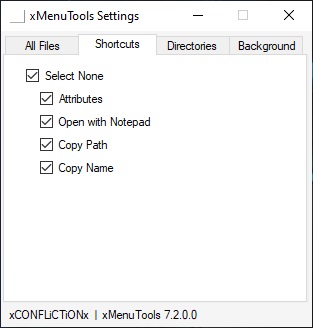 xMenuTools Settings
All Files Shortcuts Directories Background
Select None
Attributes
Open with Notepad
Copy Path
Copy Name
xCONFLiCTiONx | xMenuTools 7.2.0.0